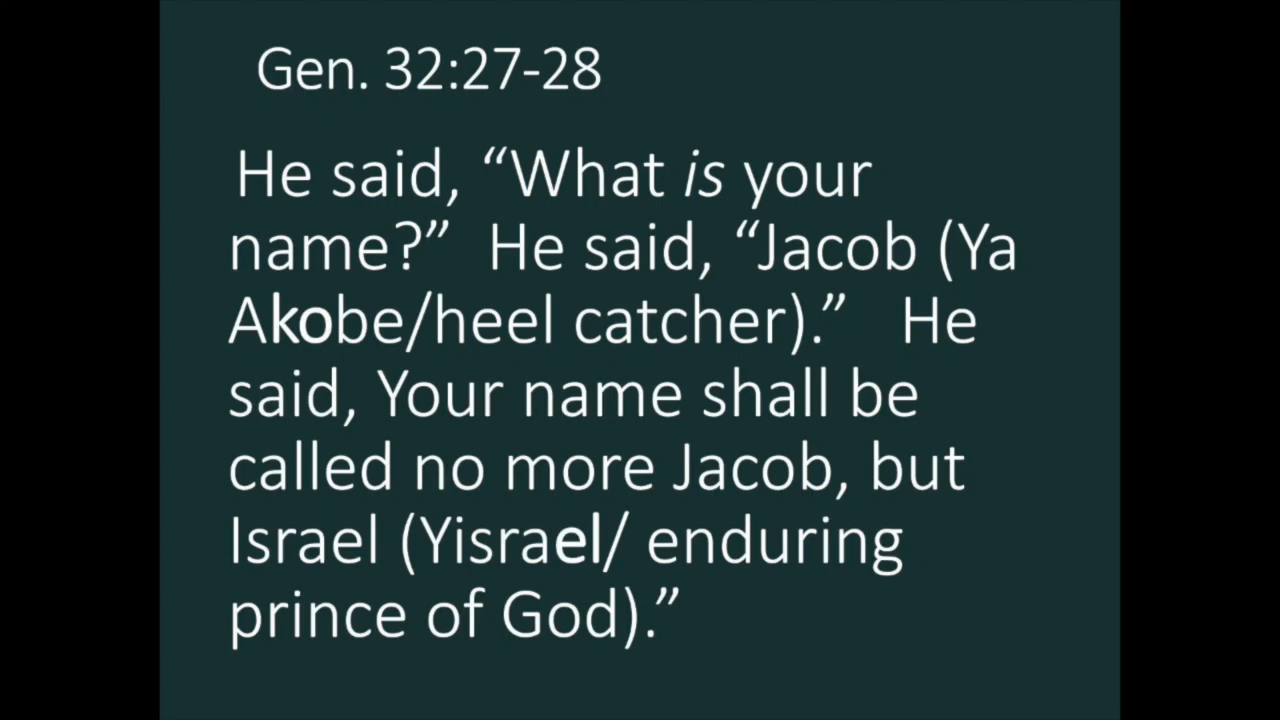 Gen. 32:27-28
He said, “What is your
name?” He said, “Jacob (Ya
Akobe/heel catcher).” He
said, Your name shall be
called no more Jacob, but
Israel (Yisrael/ enduring
prince of God).”